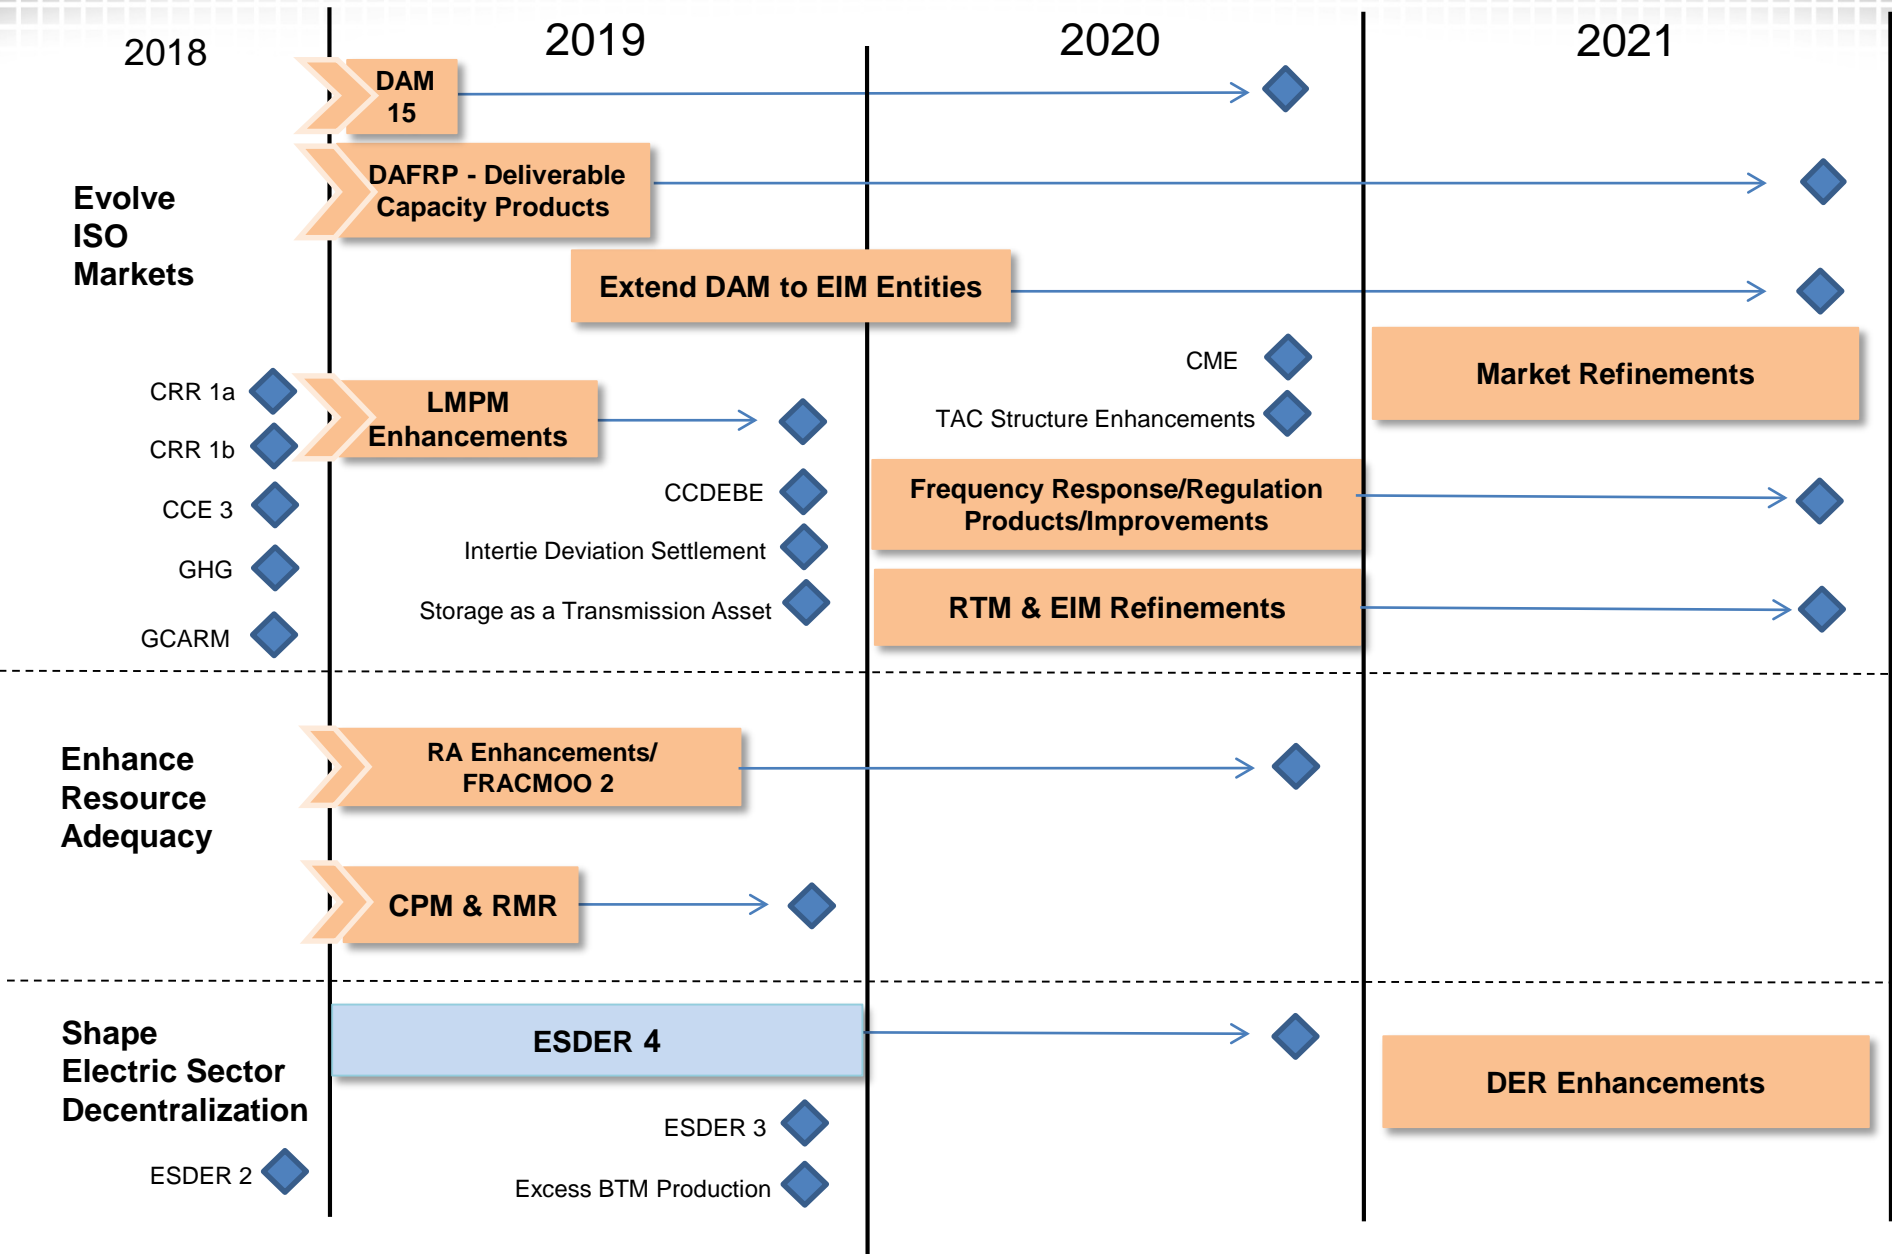 2018
2019
2020
2021
Evolve
ISO
Markets
DAM
15
DAFRP - Deliverable
Capacity Products
Extend DAM to EIM Entities
CRR 1a
CRR 1b
CCE 3
GHG
GCARM
LMPM
Enhancements
CCDEBE
Intertie Deviation Settlement
Storage as a Transmission Asset
CME
TAC Structure Enhancements
Frequency Response/Regulation
Products/Improvements
RTM & EIM Refinements
Market Refinements
Enhance
Resource
Adequacy
RA Enhancements/
FRACMOO 2
CPM & RMR
Shape
Electric Sector
Decentralization
ESDER 2
ESDER 4
ESDER 3
Excess BTM Production
DER Enhancements